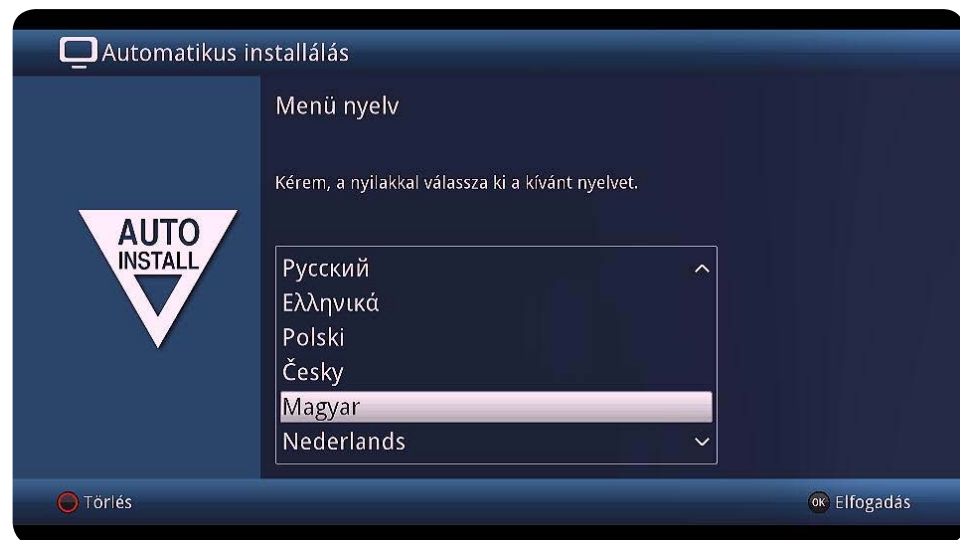 Automatikus installálás
Menü nyelv
Kérem, a nyilakkal válassza ki a kívánt nyelvet.
AUTO
INSTALL
Русский
Ελληνικά
Polski
Česky
Magyar
Nederlands
Törlés
OK Elfogadás